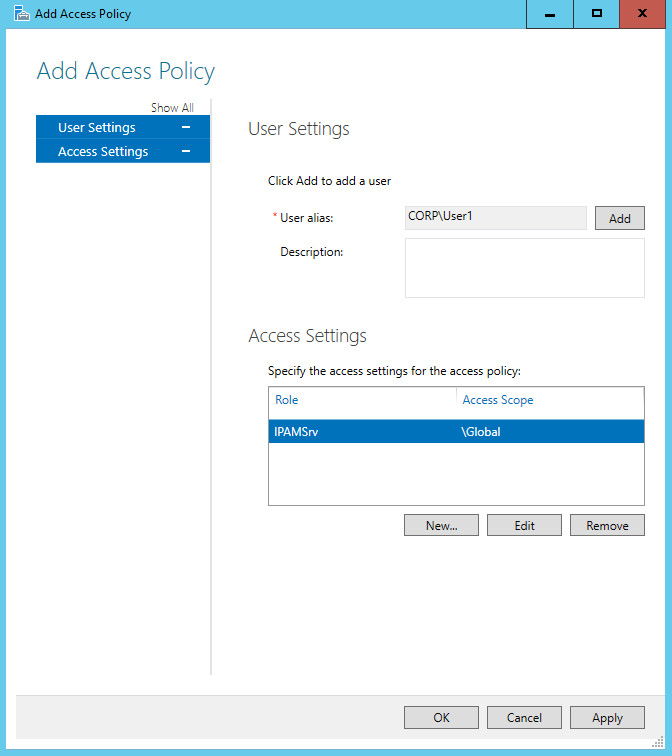 Add Access Policy
Add Access Policy
Show All
User Settings
Access Settings
User Settings
Click Add to add a user
* User alias: CORP\User1 Add
Description:
Access Settings
Specify the access settings for the access policy:
Role Access Scope
IPAMSrv \Global
New... Edit Remove
OK Cancel Apply